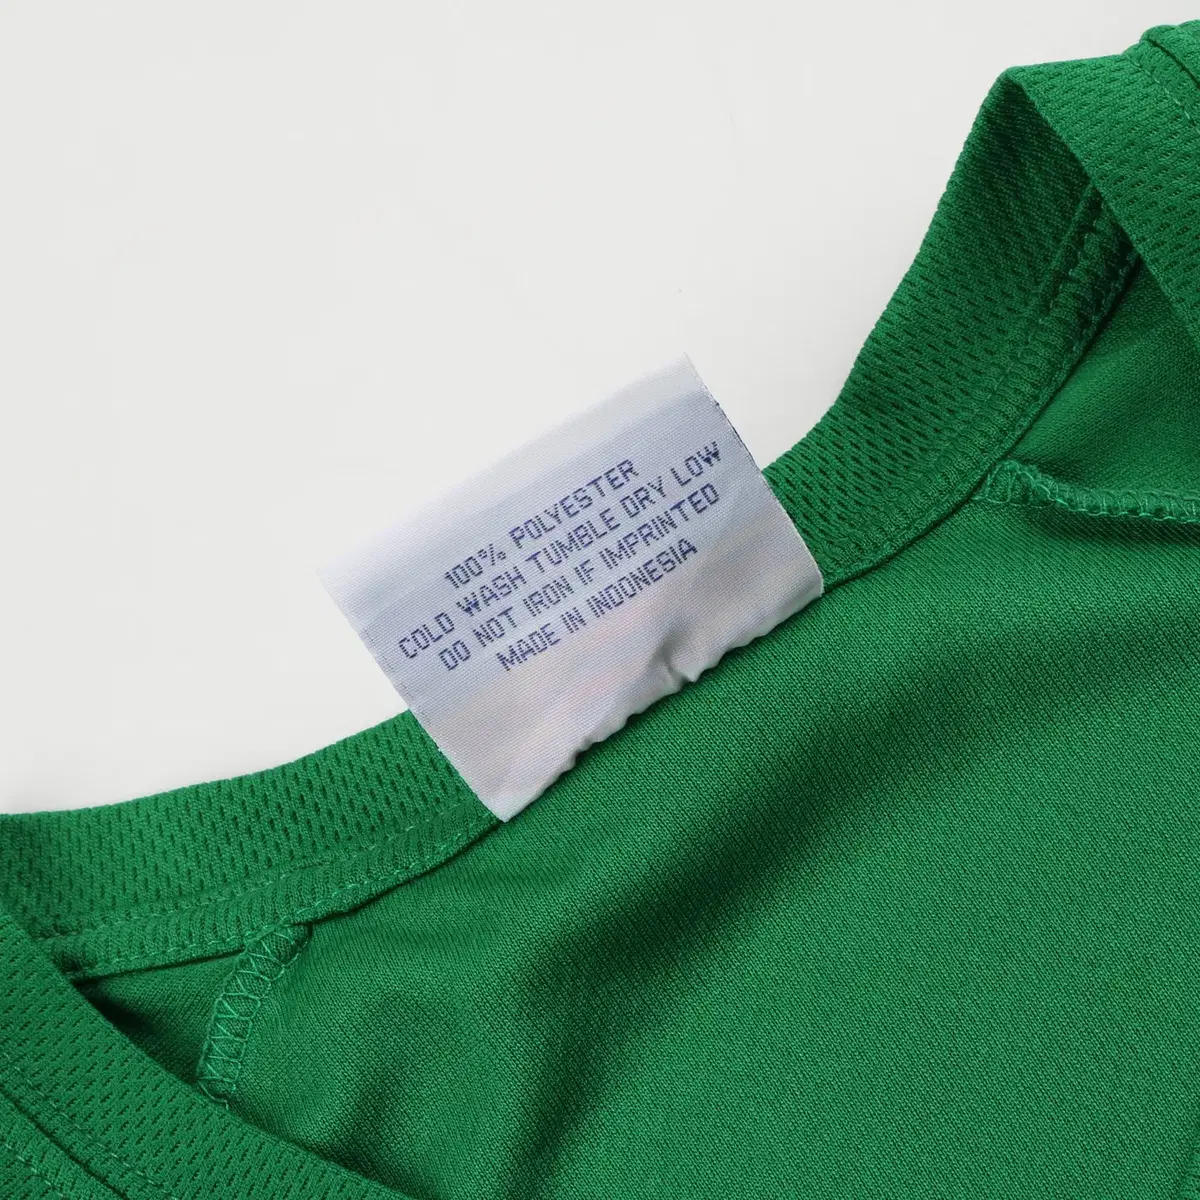 100% POLYESTER
COLD WASH TUMBLE DRY LOW
DO NOT IRON IF IMPRINTED
MADE IN INDONESIA